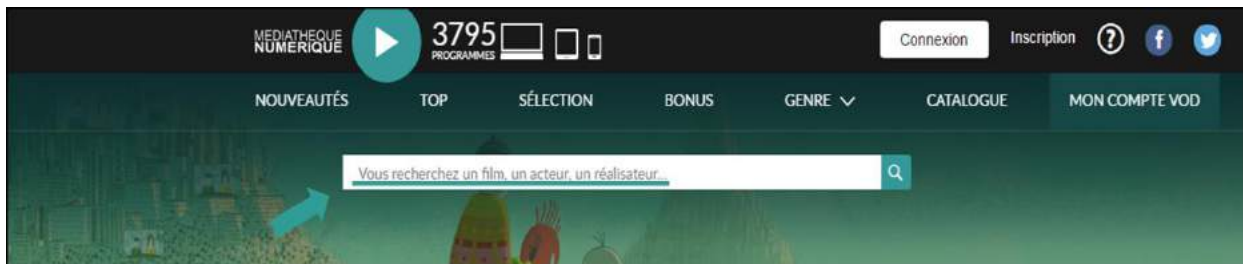 MEDIATHEQUE
NUMERIQUE
3795
PROGRAMMES
Connexion
Inscription
?
f
NOUVEAUTÉS
TOP
SÉLECTION
BONUS
GENRE
CATALOGUE
MON COMPTE VOD
Vous recherchez un film, un acteur, un réalisateur...